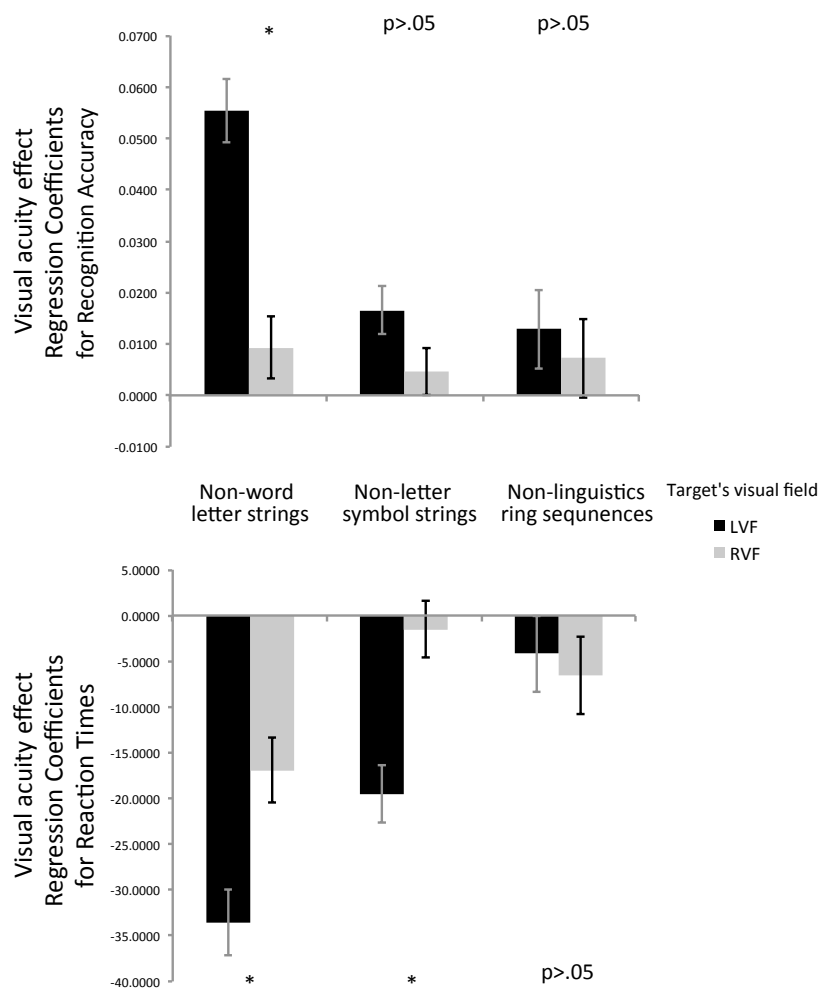 * p>.05 p>.05
0.0700
0.0600
0.0500
0.0400
0.0300
0.0200
0.0100
0.0000
-0.0100
Visual acuity effect
Regression Coefficients
for Recognition Accuracy
Non-word
letter strings
Non-letter
symbol strings
Non-linguistics
ring sequnences
Target's visual field
LVF
RVF
5.0000
0.0000
-5.0000
-10.0000
-15.0000
-20.0000
-25.0000
-30.0000
-35.0000
-40.0000
Visual acuity effect
Regression Coefficients
for Reaction Times
* * p>.05